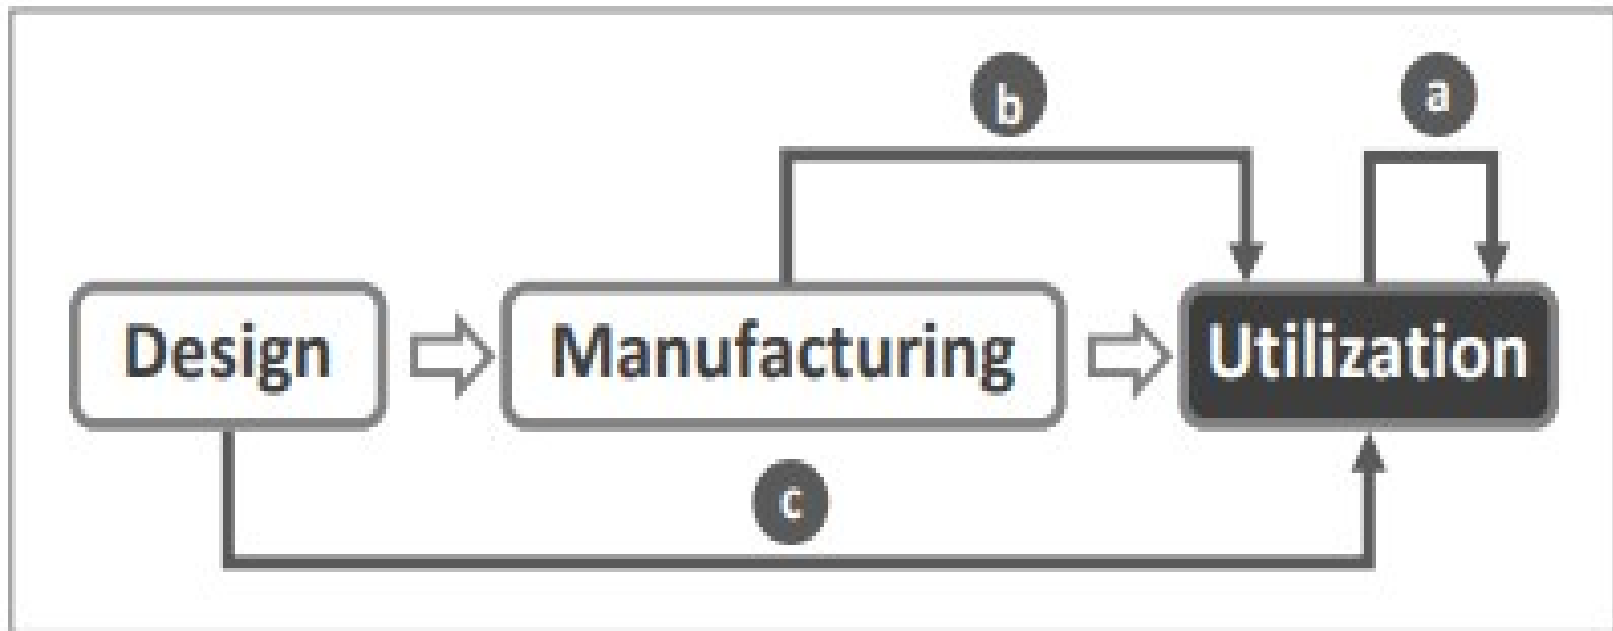 b
a
Design
Manufacturing
Utilization
c